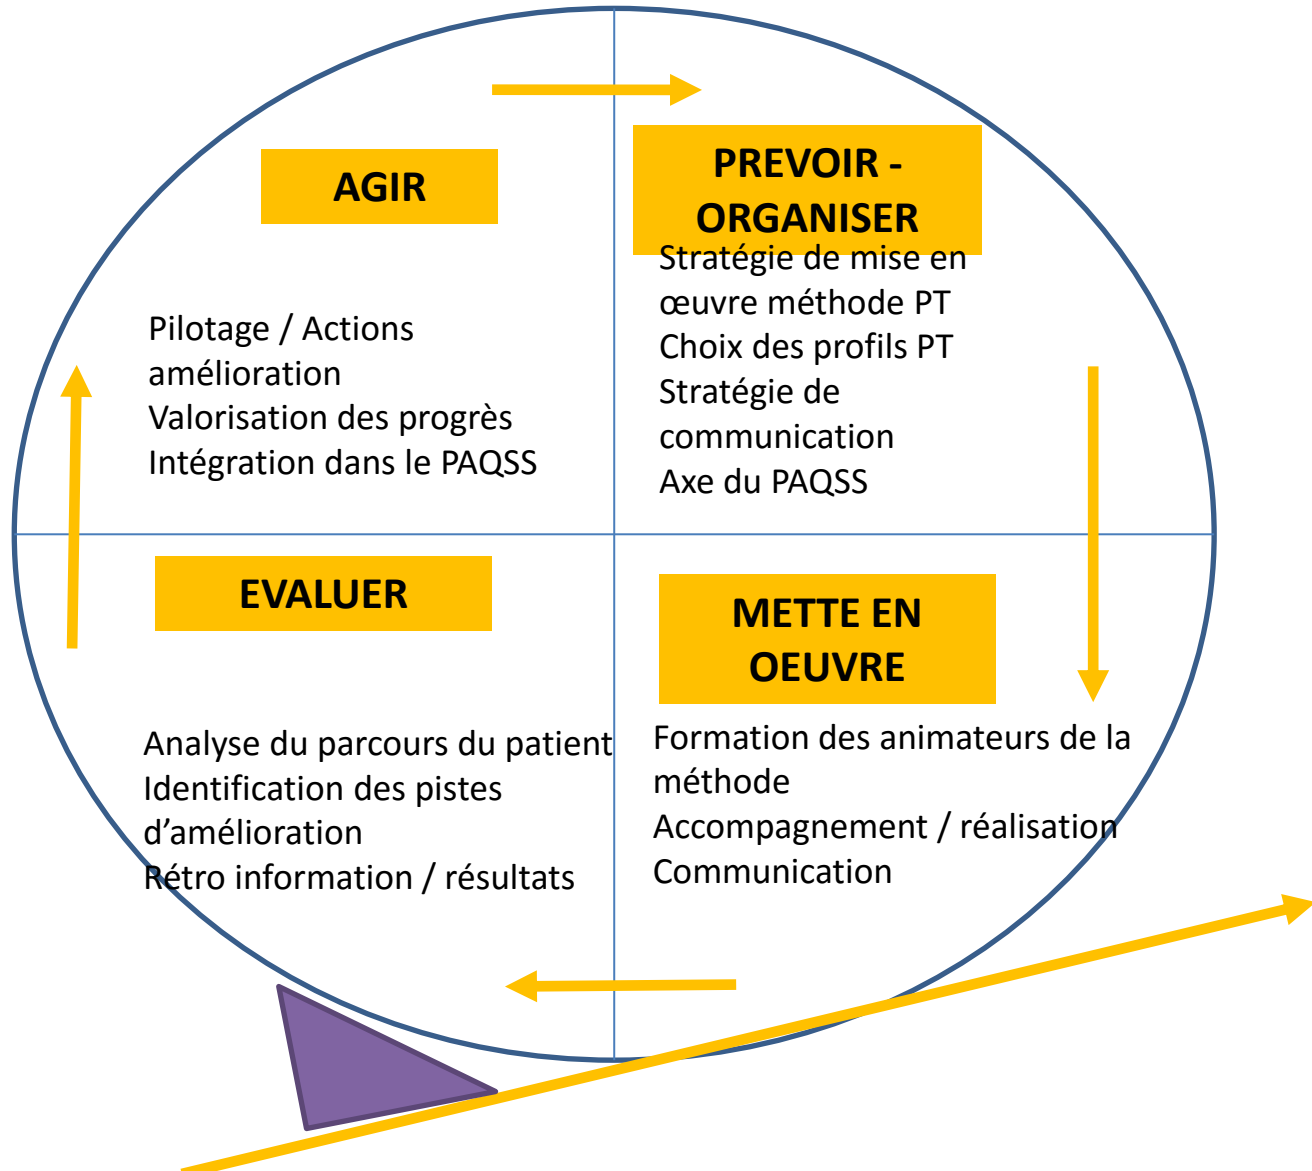 AGIR
Pilotage / Actions
amélioration
Valorisation des progrès
Intégration dans le PAQSS
PREVOIR -
ORGANISER
Stratégie de mise en
œuvre méthode PT
Choix des profils PT
Stratégie de
communication
Axe du PAQSS
EVALUER
Analyse du parcours du patient
Identification des pistes
d’amélioration
Rétro information / résultats
METTE EN
OEUVRE
Formation des animateurs de la
méthode
Accompagnement / réalisation
Communication